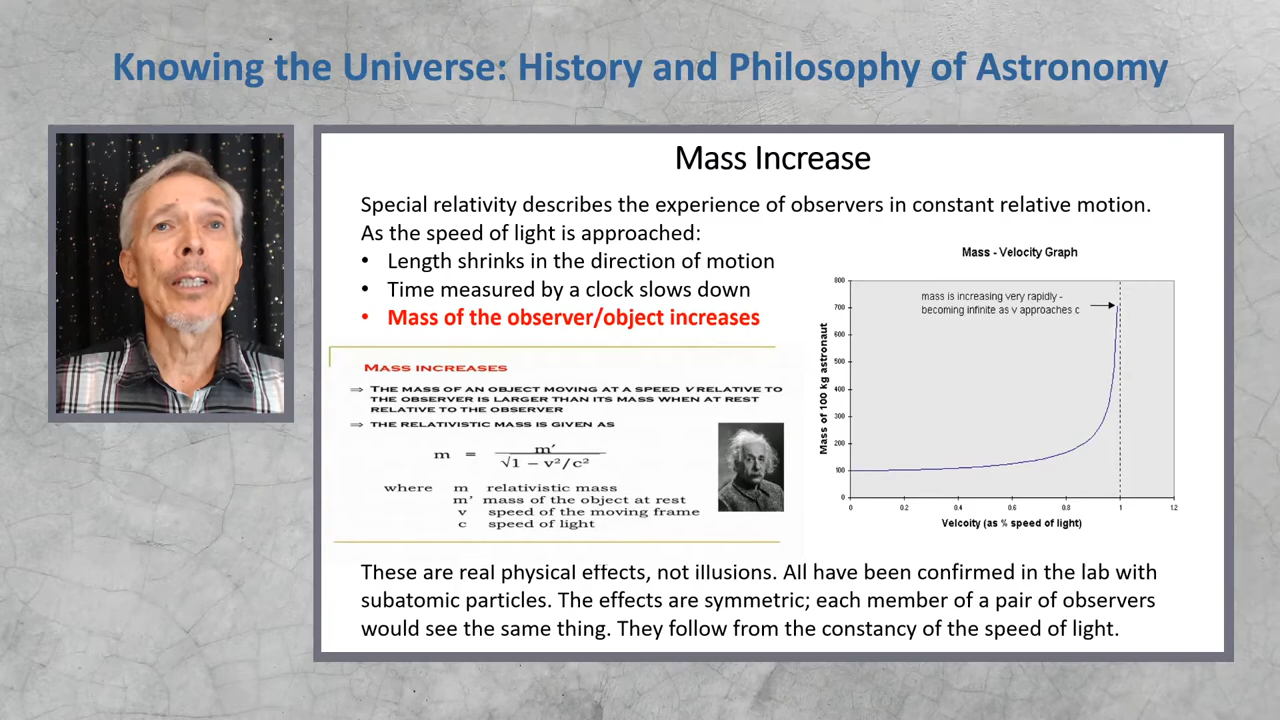 Knowing the Universe: History and Philosophy of Astronomy
Mass Increase
Special relativity describes the experience of observers in constant relative motion.
As the speed of light is approached:
• Length shrinks in the direction of motion
• Time measured by a clock slows down
• Mass of the observer/object increases
MASS INCREASES
⇒ THE MASS OF AN OBJECT MOVING AT A SPEED V RELATIVE TO
THE OBSERVER IS LARGER THAN ITS MASS WHEN AT REST
RELATIVE TO THE OBSERVER
⇒ THE RELATIVISTIC MASS IS GIVEN AS
m = m′
√1 – v²/c²
where m relativistic mass
m' mass of the object at rest
v speed of the moving frame
c speed of light
Mass - Velocity Graph
mass is increasing very rapidly -
becoming infinite as v approaches c
Mass of 100 kg astronaut
800
700
600
500
400
300
200
100
0
0 0.2 0.4 0.6 0.8 1 1.2
Velcoity (as % speed of light)
These are real physical effects, not illusions. All have been confirmed in the lab with
subatomic particles. The effects are symmetric; each member of a pair of observers
would see the same thing. They follow from the constancy of the speed of light.